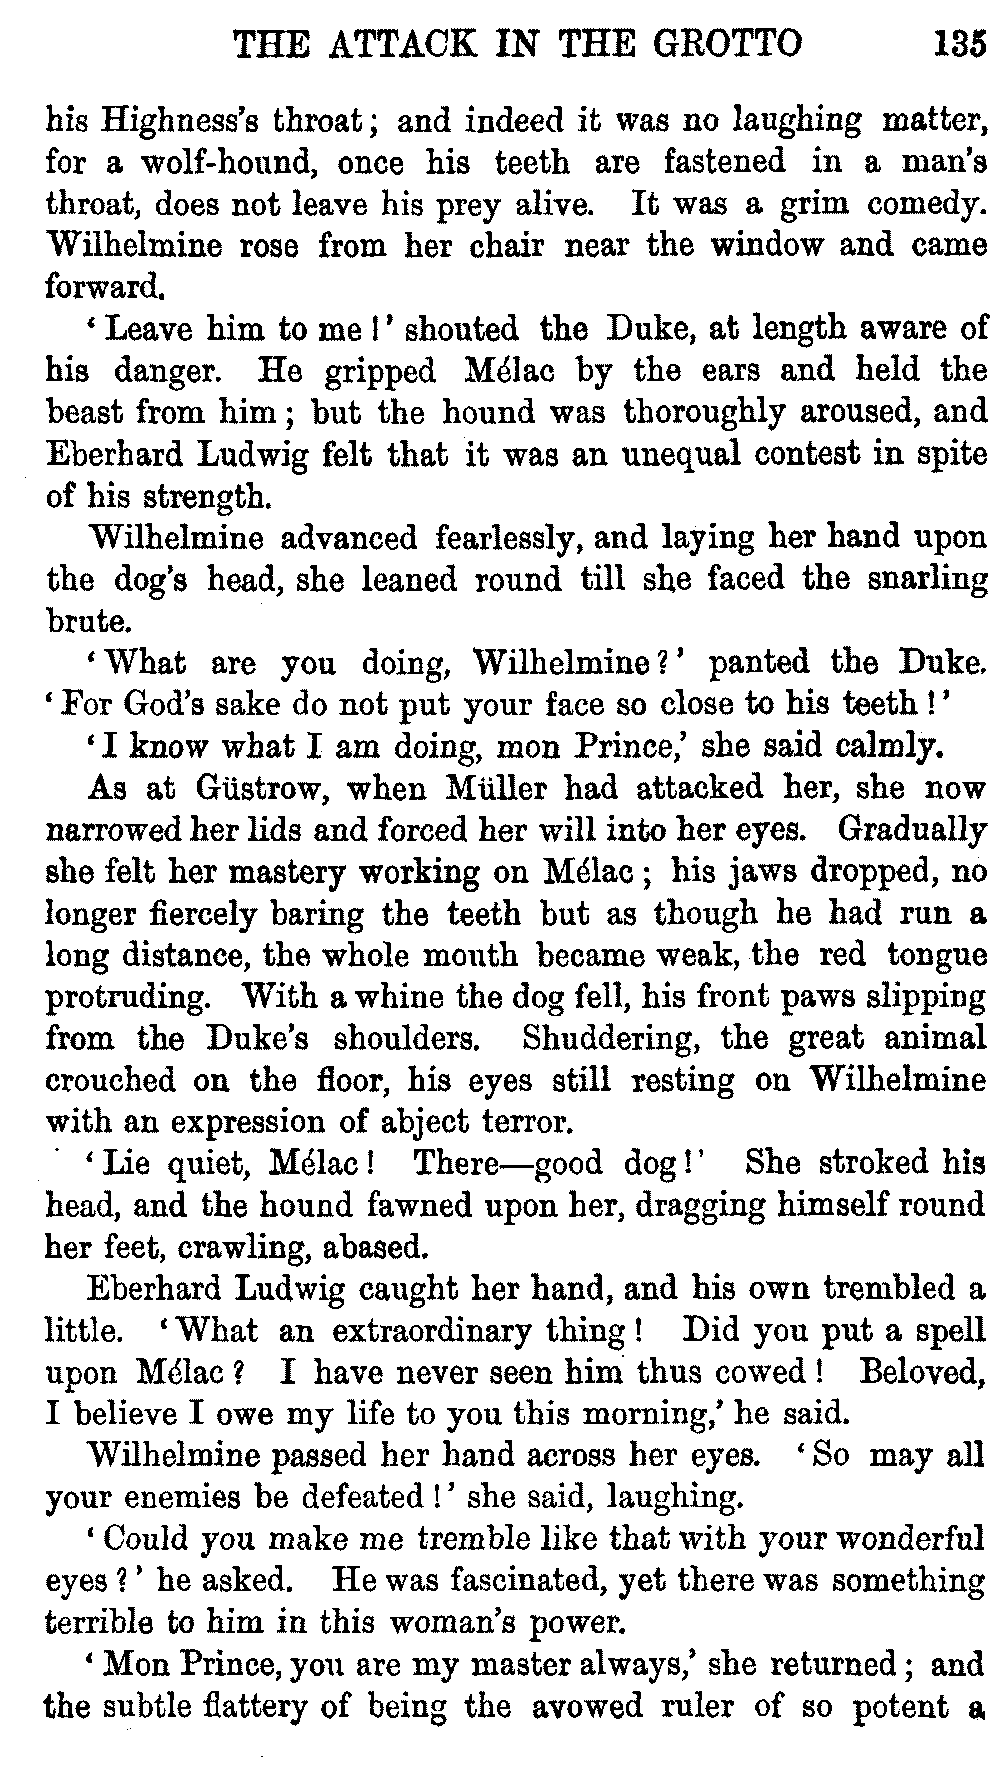 THE ATTACK IN THE GROTTO 135
his Highness's throat; and indeed it was no laughing matter,
for a wolf-hound, once his teeth are fastened in a man's
throat, does not leave his prey alive. It was a grim comedy.
Wilhelmine rose from her chair near the window and came
forward.
'Leave him to me!' shouted the Duke, at length aware of
his danger. He gripped Mélac by the ears and held the
beast from him; but the hound was thoroughly aroused, and
Eberhard Ludwig felt that it was an unequal contest in spite
of his strength.
Wilhelmine advanced fearlessly, and laying her hand upon
the dog's head, she leaned round till she faced the snarling
brute.
'What are you doing, Wilhelmine?' panted the Duke.
'For God's sake do not put your face so close to his teeth!'
'I know what I am doing, mon Prince,' she said calmly.
As at Güstrow, when Müller had attacked her, she now
narrowed her lids and forced her will into her eyes. Gradually
she felt her mastery working on Mélac; his jaws dropped, no
longer fiercely baring the teeth but as though he had run a
long distance, the whole mouth became weak, the red tongue
protruding. With a whine the dog fell, his front paws slipping
from the Duke's shoulders. Shuddering, the great animal
crouched on the floor, his eyes still resting on Wilhelmine
with an expression of abject terror.
'Lie quiet, Mélac! There—good dog!' She stroked his
head, and the hound fawned upon her, dragging himself round
her feet, crawling, abased.
Eberhard Ludwig caught her hand, and his own trembled a
little. 'What an extraordinary thing! Did you put a spell
upon Mélac? I have never seen him thus cowed! Beloved,
I believe I owe my life to you this morning,' he said.
Wilhelmine passed her hand across her eyes. 'So may all
your enemies be defeated!' she said, laughing.
'Could you make me tremble like that with your wonderful
eyes?' he asked. He was fascinated, yet there was something
terrible to him in this woman's power.
'Mon Prince, you are my master always,' she returned; and
the subtle flattery of being the avowed ruler of so potent a